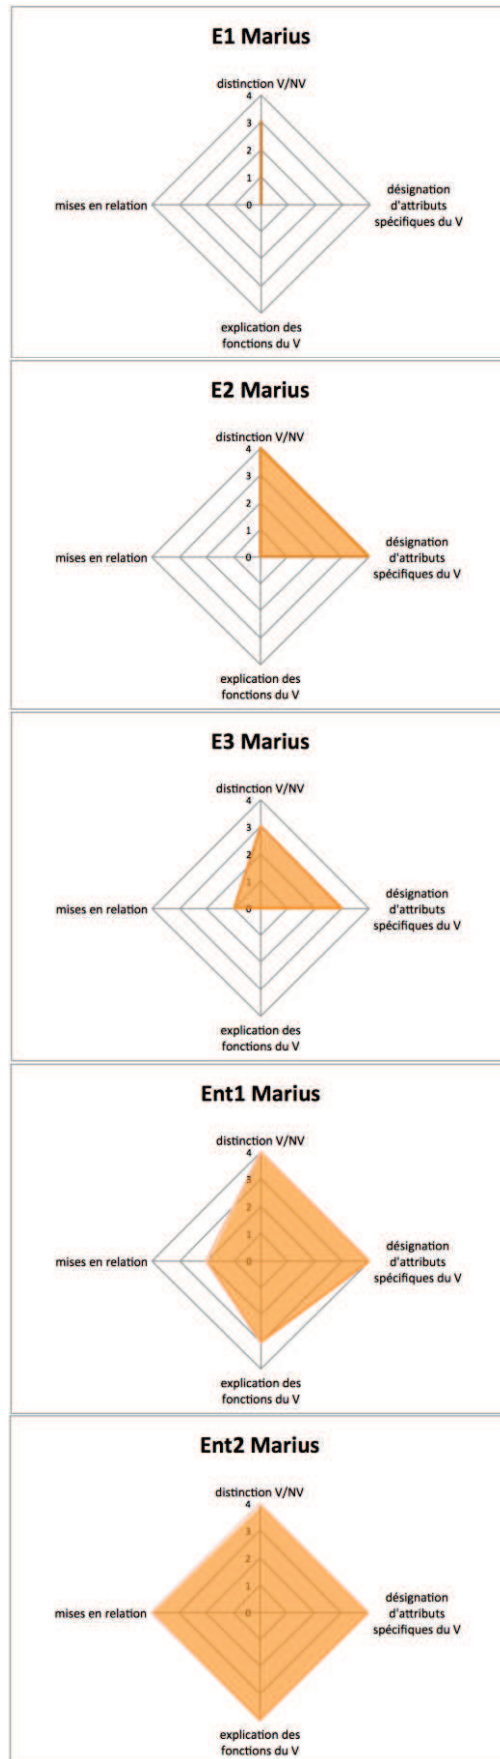 E1 Marius
distinction V/NV
4
3
2
1
0
mises en relation
désignation
d'attributs
spécifiques du V
explication des
fonctions du V
E2 Marius
distinction V/NV
4
3
2
1
0
mises en relation
désignation
d'attributs
spécifiques du V
explication des
fonctions du V
E3 Marius
distinction V/NV
4
3
2
1
0
mises en relation
désignation
d'attributs
spécifiques du V
explication des
fonctions du V
Ent1 Marius
distinction V/NV
4
3
2
1
0
mises en relation
désignation
d'attributs
spécifiques du V
explication des
fonctions du V
Ent2 Marius
distinction V/NV
4
3
2
1
0
mises en relation
désignation
d'attributs
spécifiques du V
explication des
fonctions du V